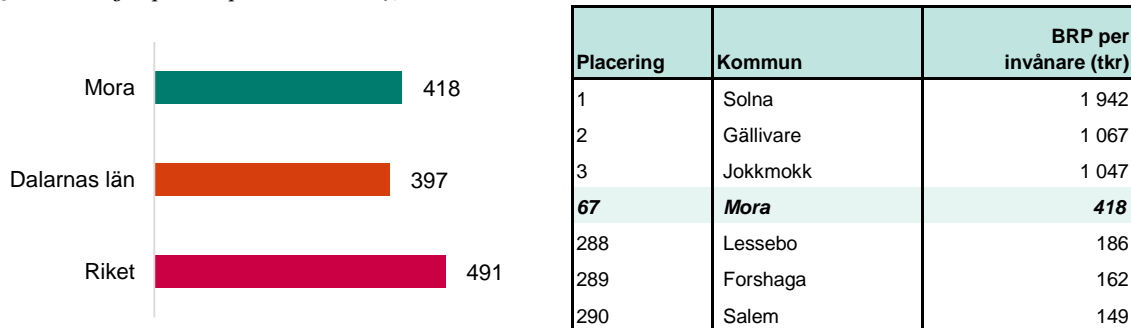 Mora 418
Dalarnas län 397
Riket 491
Placering Kommun BRP per invånare (tkr)
1 Solna 1 942
2 Gällivare 1 067
3 Jokkmokk 1 047
67 Mora 418
288 Lessebo 186
289 Forshaga 162
290 Salem 149